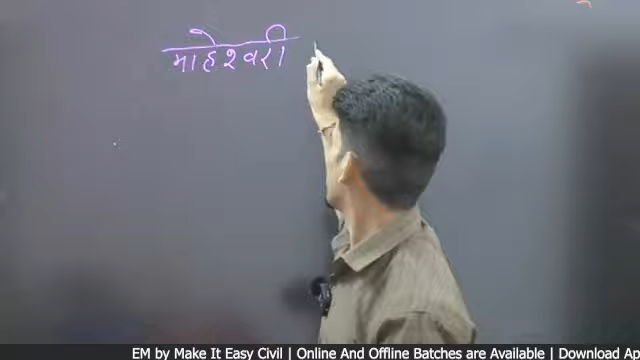 माहेश्वरी
EM by Make It Easy Civil | Online And Offline Batches are Available | Download Ap